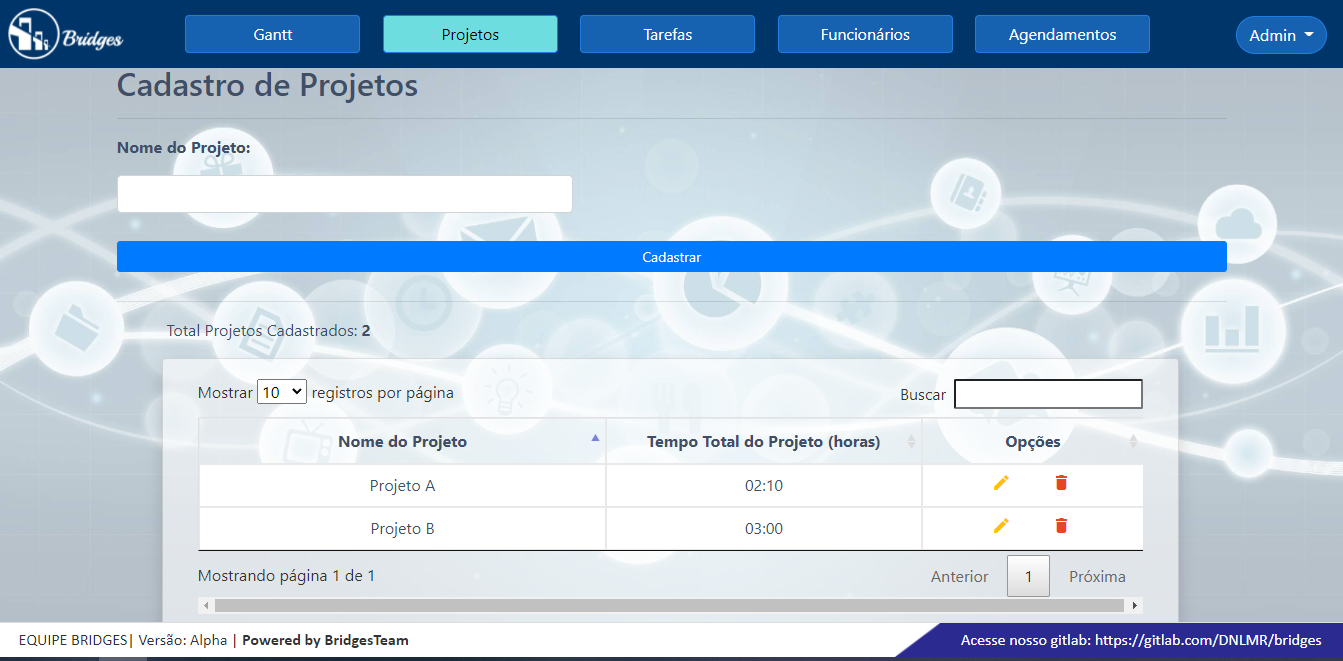 Bridges
Gantt
Projetos
Tarefas
Funcionários
Agendamentos
Admin
Cadastro de Projetos
Nome do Projeto:
Cadastrar
Total Projetos Cadastrados: 2
Mostrar 10 registros por página
Buscar
Nome do Projeto
Tempo Total do Projeto (horas)
Opções
Projeto A
02:10
Projeto B
03:00
Mostrando página 1 de 1
Anterior
1
Próxima
EQUIPE BRIDGES| Versão: Alpha | Powered by BridgesTeam
Acesse nosso gitlab: https://gitlab.com/DNLMR/bridges